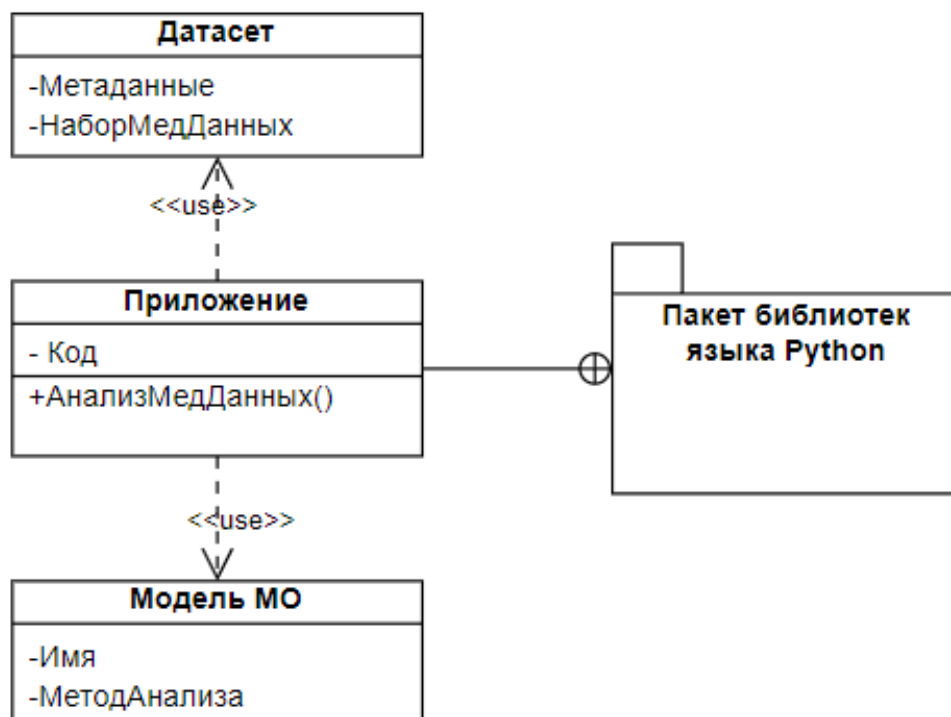 Датасет
-Метаданные
-НаборМедДанных
<<use>>
Приложение
- Код
+АнализМедДанных()
Пакет библиотек
языка Python
<<use>>
Модель МО
-Имя
-МетодАнализа